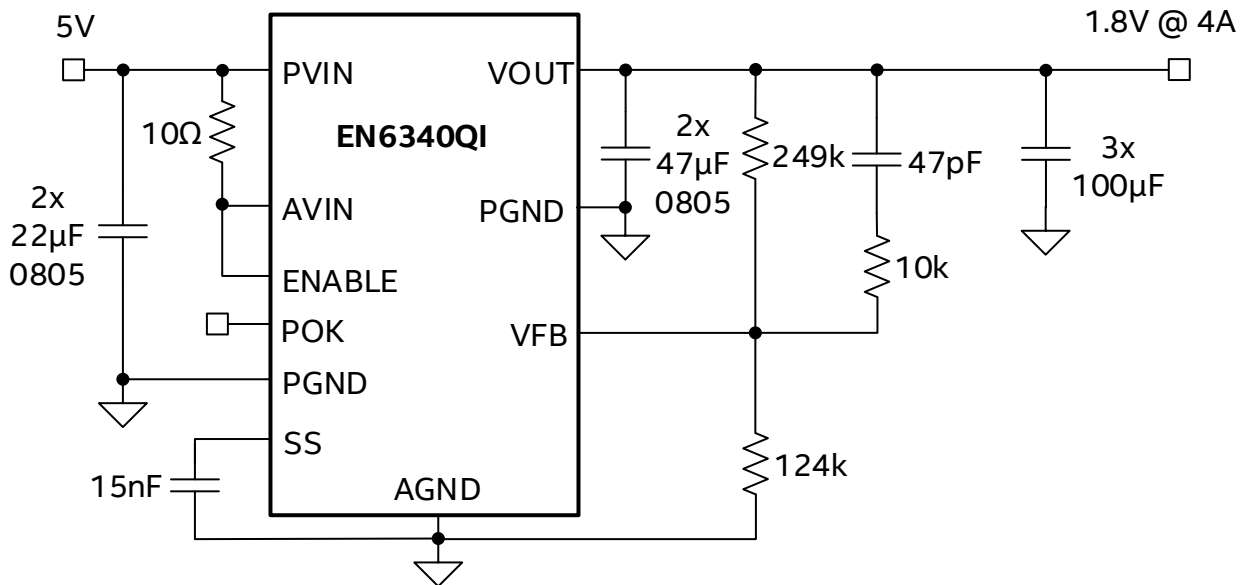 5V
1.8V @ 4A
PVIN
VOUT
10Ω
EN6340QI
2x
47µF
0805
249k
47pF
3x
100µF
2x
22µF
0805
AVIN
PGND
ENABLE
10k
POK
VFB
PGND
SS
15nF
AGND
124k